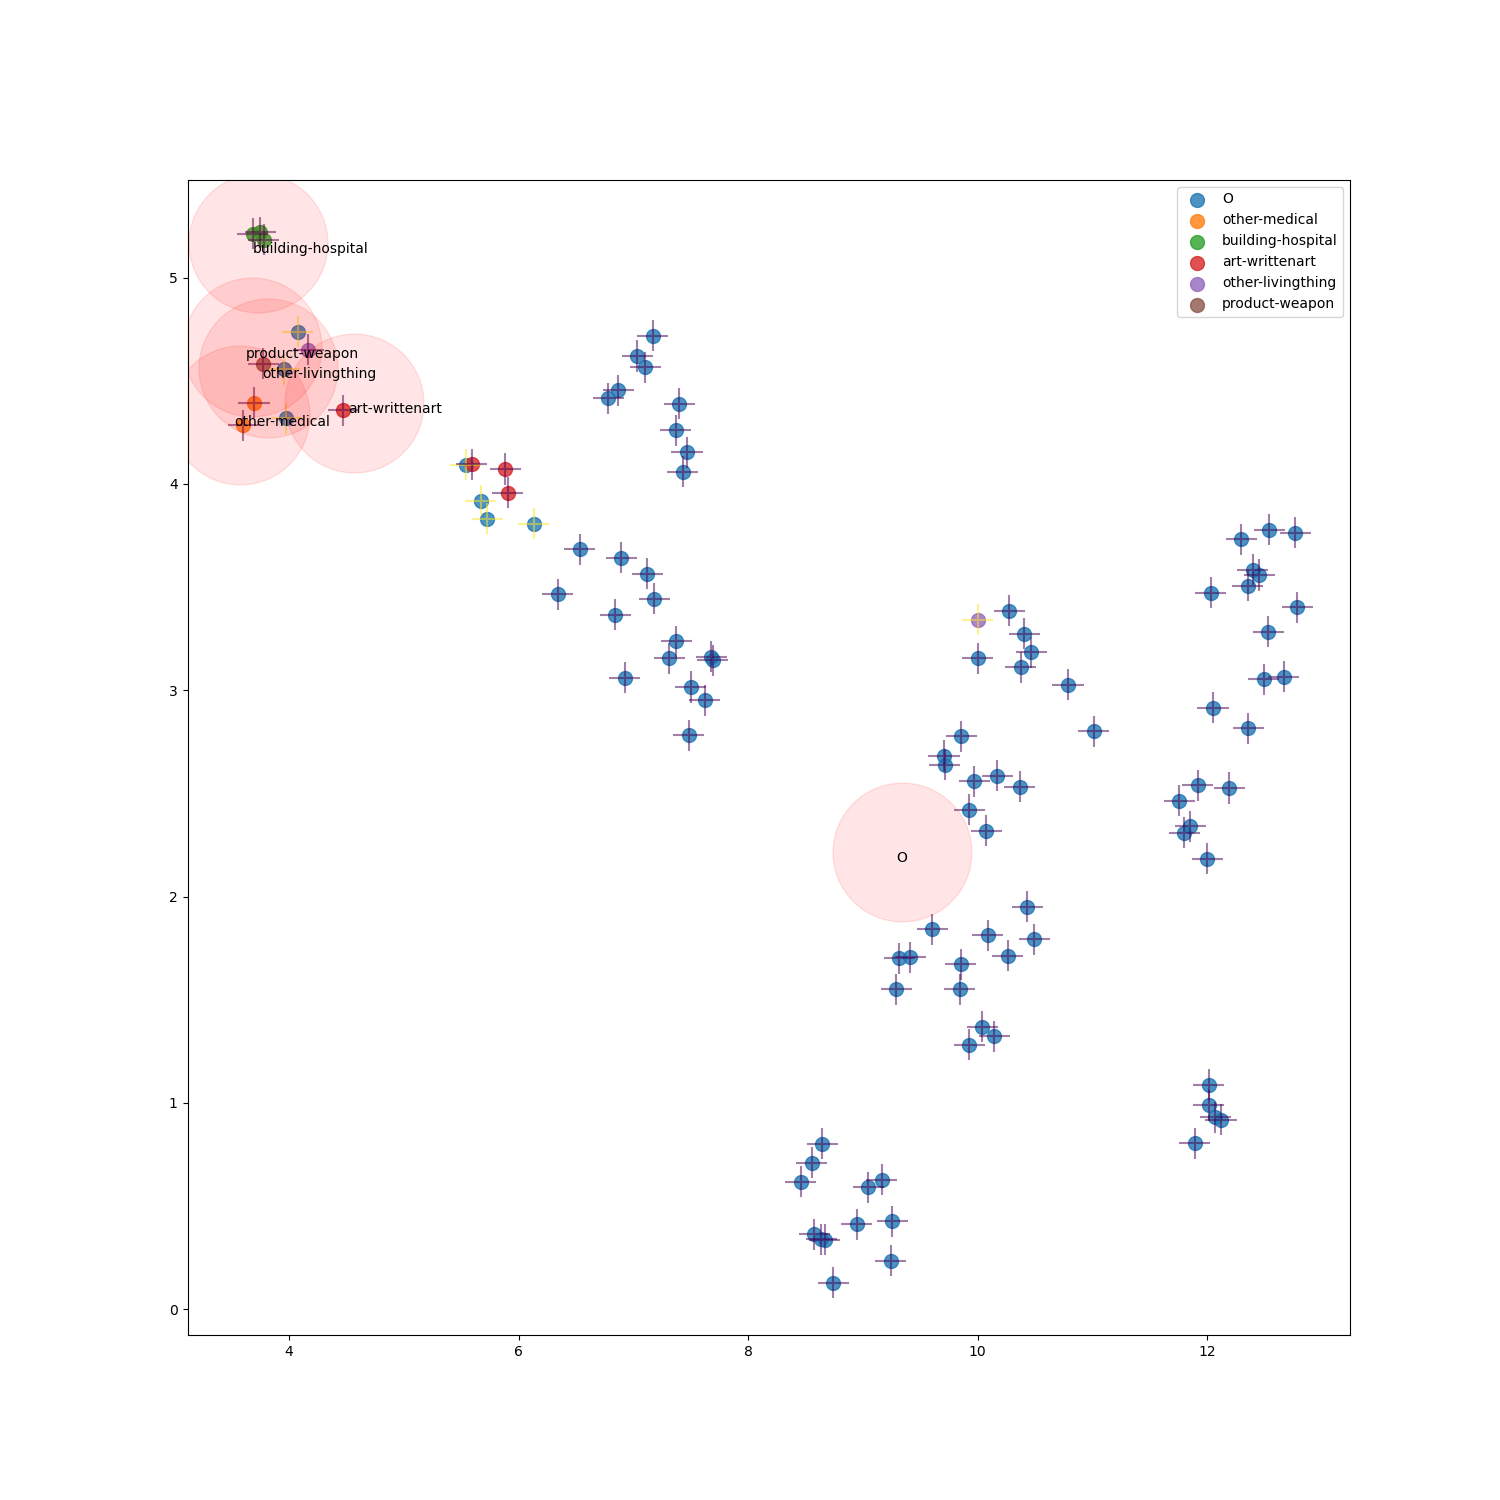 O
other-medical
building-hospital
art-writtenart
other-livingthing
product-weapon
building-hospital
product-weapon
other-livingthing
art-writtenart
other-medical
O
5
4
3
2
1
0
4 6 8 10 12